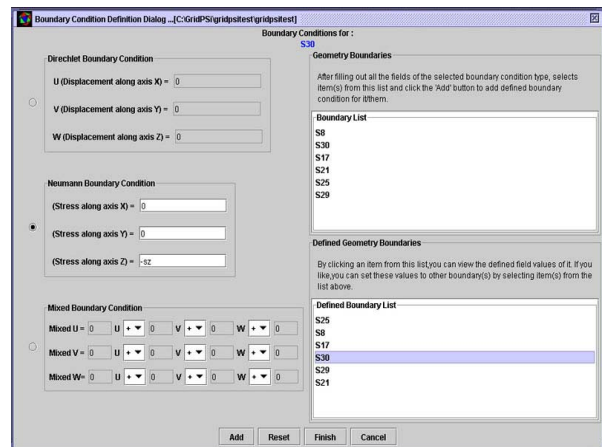 Boundary Condition Definition Dialog ...[C:\GridPSi\gridpsitest\gridpsitest]
Boundary Conditions for :
S30
Direchlet Boundary Condition
U (Displacement along axis X) = 0
V (Displacement along axis Y) = 0
W (Displacement along axis Z) = 0
Neumann Boundary Condition
(Stress along axis X) = 0
(Stress along axis Y) = 0
(Stress along axis Z) = -sz
Mixed Boundary Condition
Mixed U = 0 U + 0 V + 0 W + 0
Mixed V = 0 U + 0 V + 0 W + 0
Mixed W= 0 U + 0 V + 0 W + 0
Geometry Boundaries
After filling out all the fields of the selected boundary condition type, selects
item(s) from this list and click the 'Add' button to add defined boundary
condition for it/them.
Boundary List
S8
S30
S17
S21
S25
S29
Defined Geometry Boundaries
By clicking an item from this list,you can view the defined field values of it. If you
like,you can set these values to other boundary(s) by selecting item(s) from the
list above.
Defined Boundary List
S25
S8
S17
S30
S29
S21
Add Reset Finish Cancel